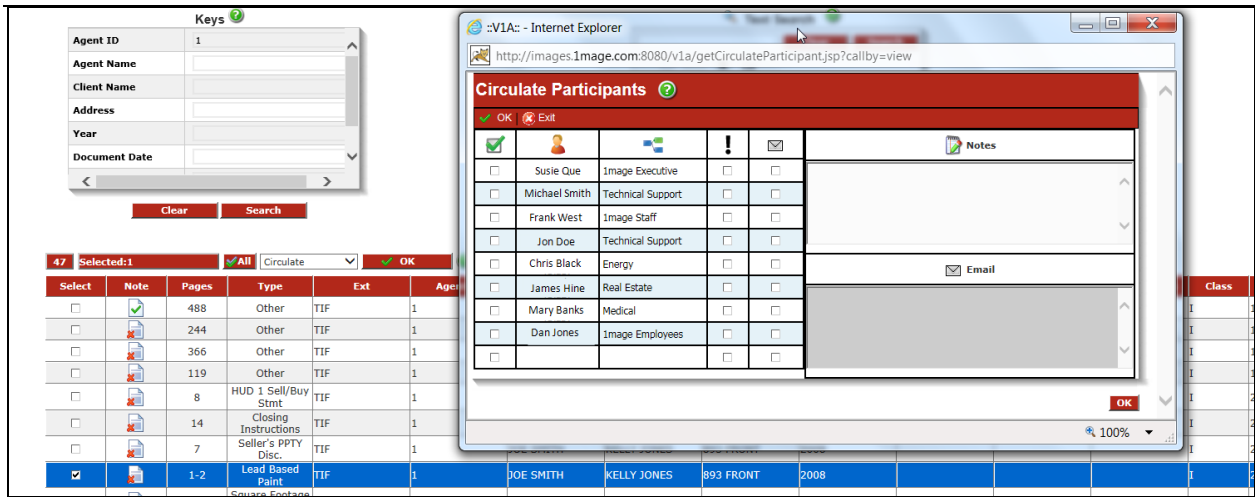 Keys
Agent ID 1
Agent Name
Client Name
Address
Year
Document Date
Clear Search
47 Selected:1 All Circulate OK
Select Note Pages Type Ext Class
488 Other TIF 1 I
244 Other TIF 1 I
366 Other TIF 1 I
119 Other TIF 1 I
8 HUD 1 Sell/Buy Stmt TIF 1 I
14 Closing Instructions TIF 1 I
7 Seller's PPTY Disc. TIF 1 I
1-2 Lead Based Paint TIF 1 JOE SMITH KELLY JONES 893 FRONT 2008 I
Square Footage
::V1A:: - Internet Explorer
http://images.1mage.com:8080/v1a/getCirculateParticipant.jsp?callby=view
Circulate Participants
OK Exit
Notes
Susie Que 1mage Executive
Michael Smith Technical Support
Frank West 1mage Staff
Jon Doe Technical Support
Chris Black Energy
James Hine Real Estate
Mary Banks Medical
Dan Jones 1mage Employees
Email
OK
100%